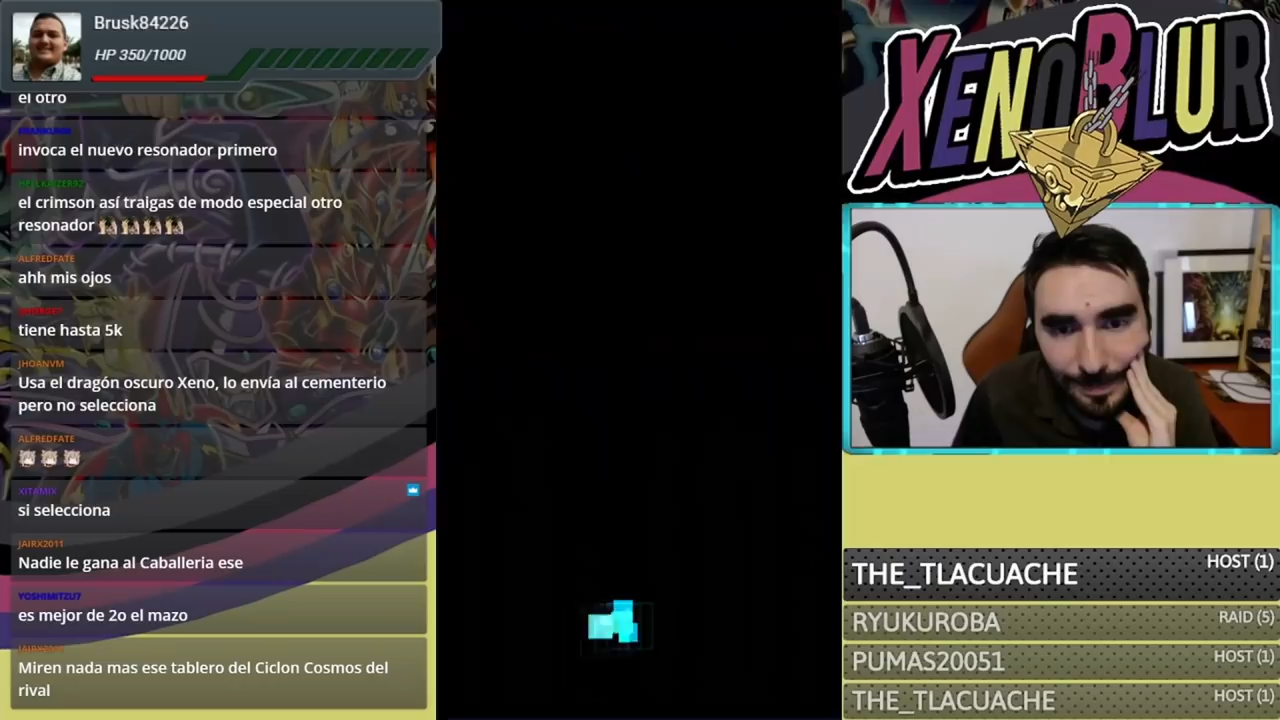 Brusk84226
HP 350/1000
el otro
invoca el nuevo resonador primero
HELLKAIZER92
el crimson así traigas de modo especial otro
resonador
ALFREDFATE
ahh mis ojos
tiene hasta 5k
JHOANVM
Usa el dragón oscuro Xeno, lo envía al cementerio
pero no selecciona
ALFREDFATE
XITAMIX
si selecciona
JAIRX2011
Nadie le gana al Caballeria ese
YOSHIMITZU7
es mejor de 2o el mazo
Miren nada mas ese tablero del Ciclon Cosmos del
rival
XENOBLUR
THE_TLACUACHE
HOST (1)
RYUKUROBA
RAID (5)
PUMAS20051
HOST (1)
THE_TLACUACHE
HOST (1)